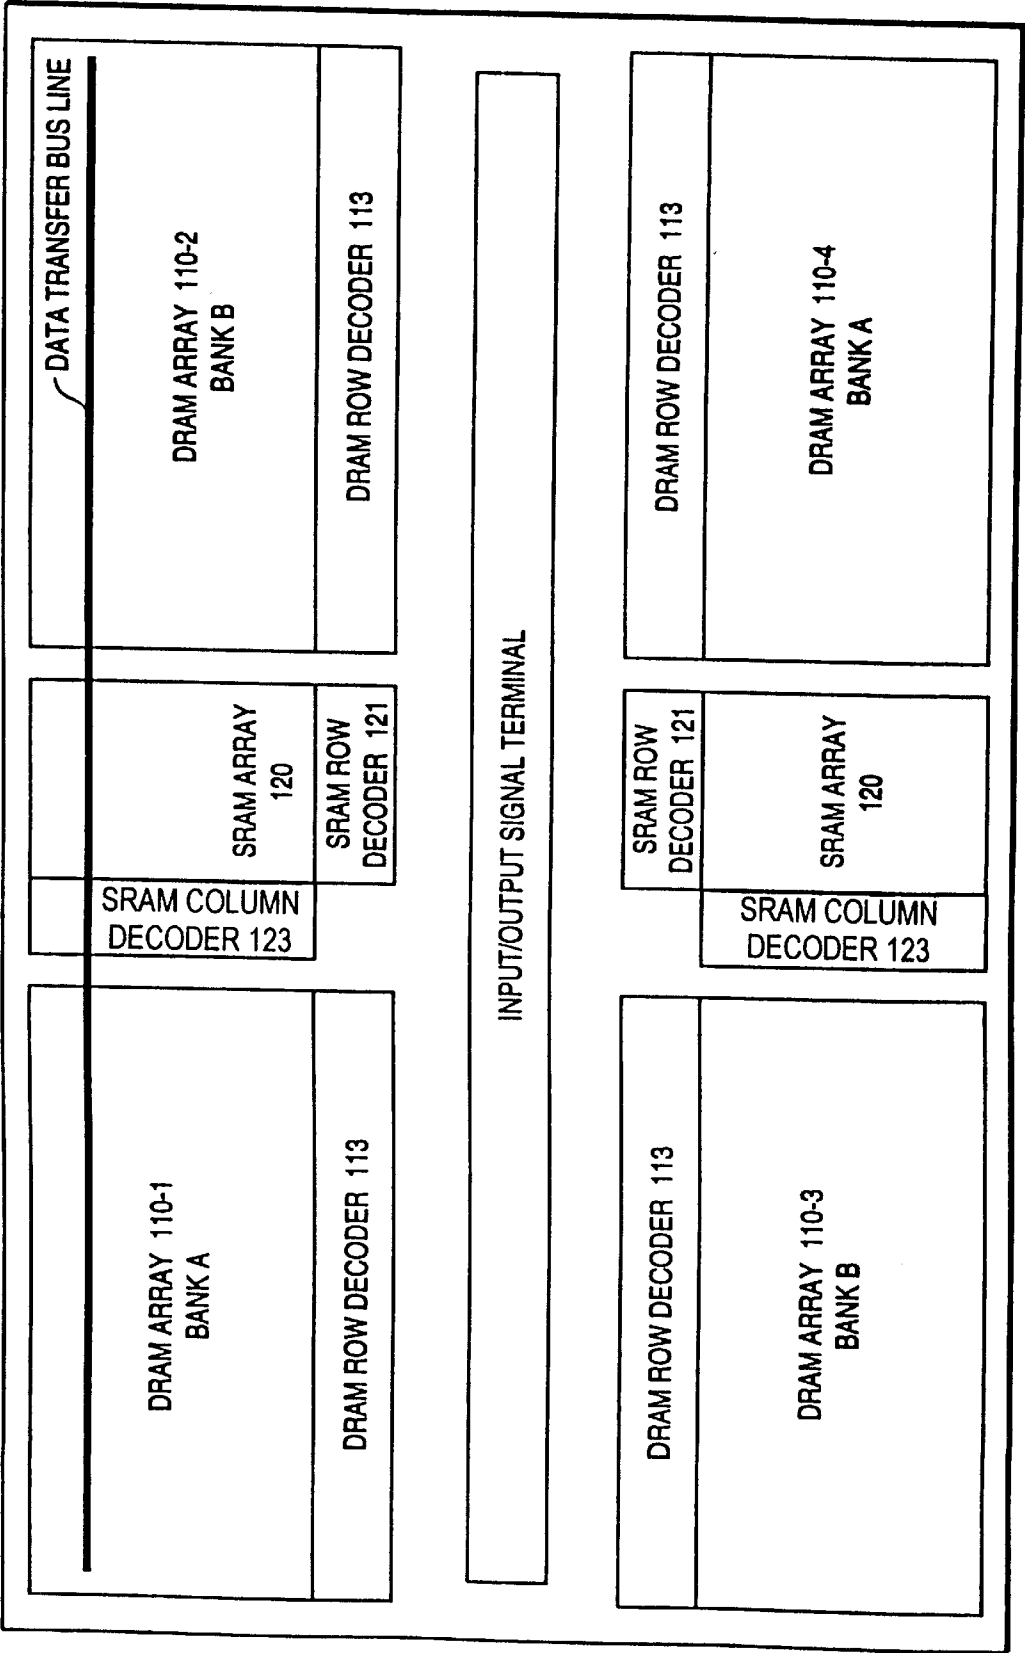 DATA TRANSFER BUS LINE
DRAM ARRAY 110-2
BANK B
DRAM ROW DECODER 113
DRAM ROW DECODER 113
DRAM ARRAY 110-4
BANK A
SRAM ARRAY
120
SRAM ROW
DECODER 121
SRAM COLUMN
DECODER 123
INPUT/OUTPUT SIGNAL TERMINAL
SRAM ROW
DECODER 121
SRAM ARRAY
120
SRAM COLUMN
DECODER 123
DRAM ARRAY 110-1
BANK A
DRAM ROW DECODER 113
DRAM ROW DECODER 113
DRAM ARRAY 110-3
BANK B